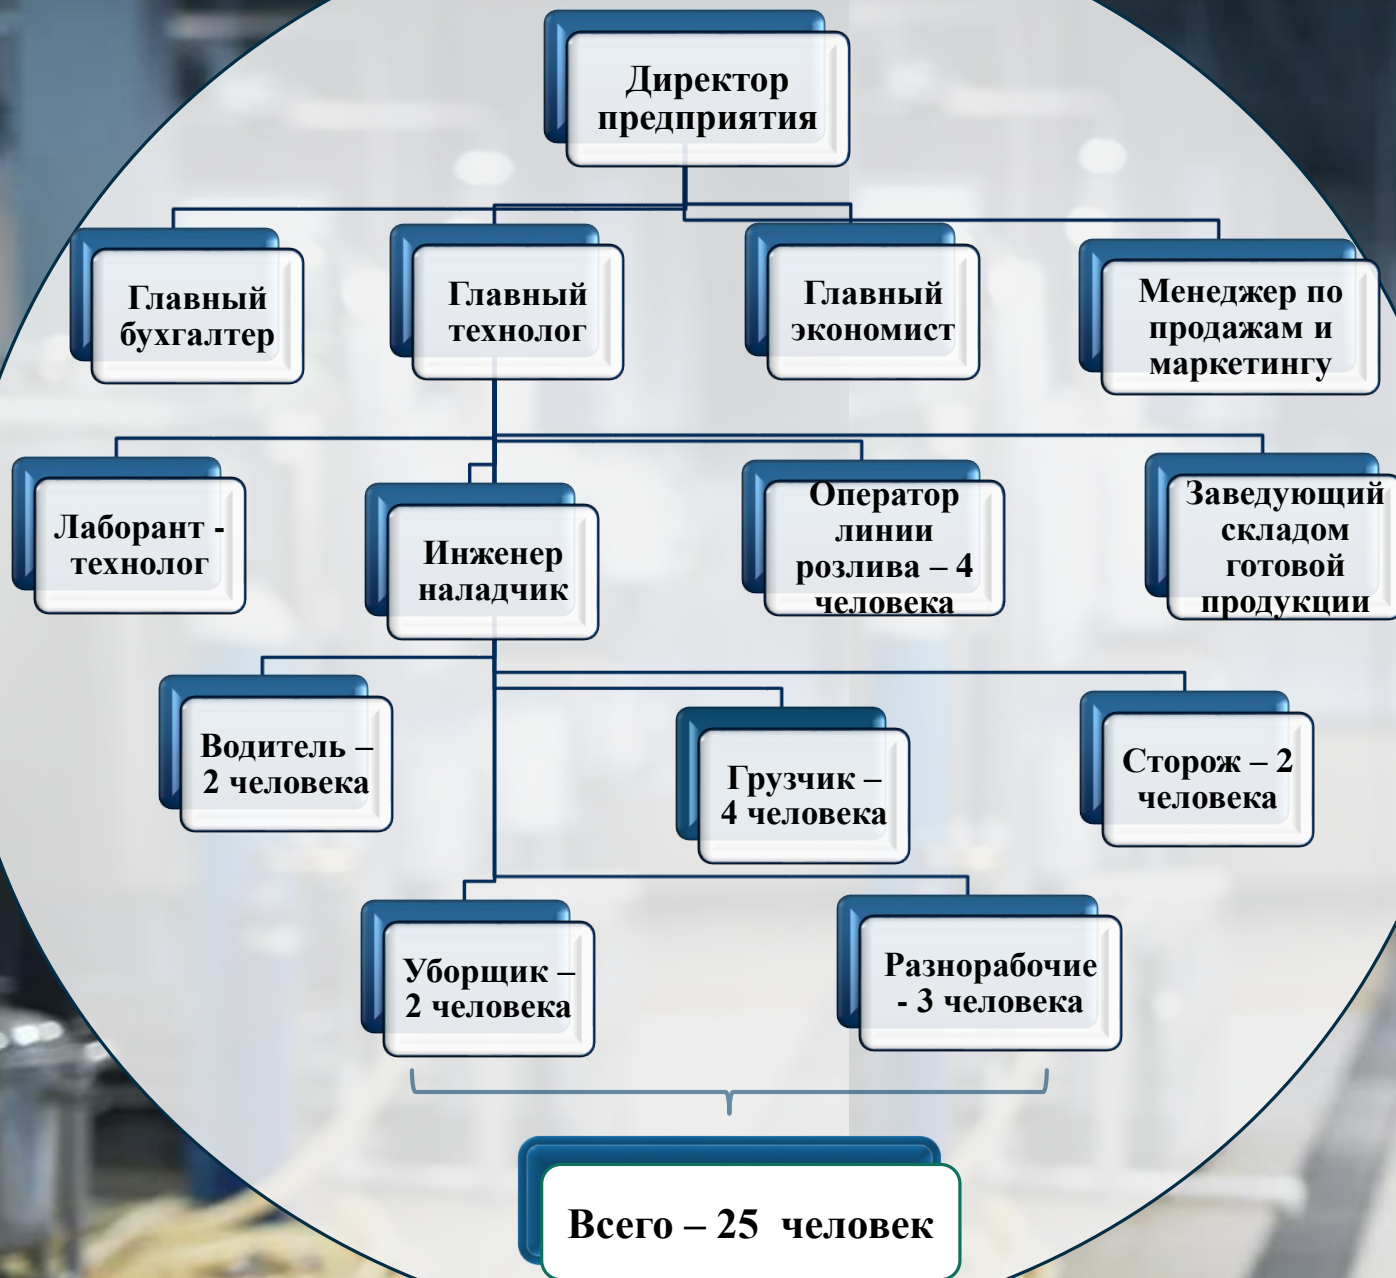 Директор
предприятия
Главный
бухгалтер
Главный
технолог
Главный
экономист
Менеджер по
продажам и
маркетингу
Лаборант -
технолог
Инженер
наладчик
Оператор
линии
розлива – 4
человека
Заведующий
складом
готовой
продукции
Водитель –
2 человека
Грузчик –
4 человека
Сторож – 2
человека
Уборщик –
2 человека
Разнорабочие
- 3 человека
Всего – 25 человек